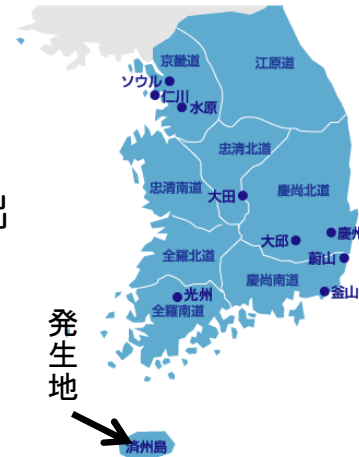 京畿道
江原道
ソウル
仁川
水原
忠清北道
忠清南道
大田
慶尚北道
慶州
大邱
蔚山
全羅北道
慶尚南道
釜山
光州
全羅南道
発生地
済州島